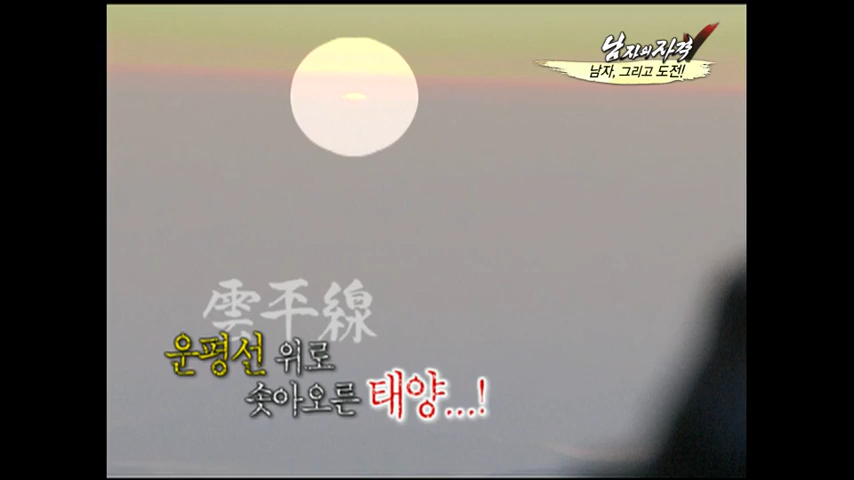 남자의 자격
남자, 그리고 도전!
雲平線
운평선 위로
솟아오른 태양...!